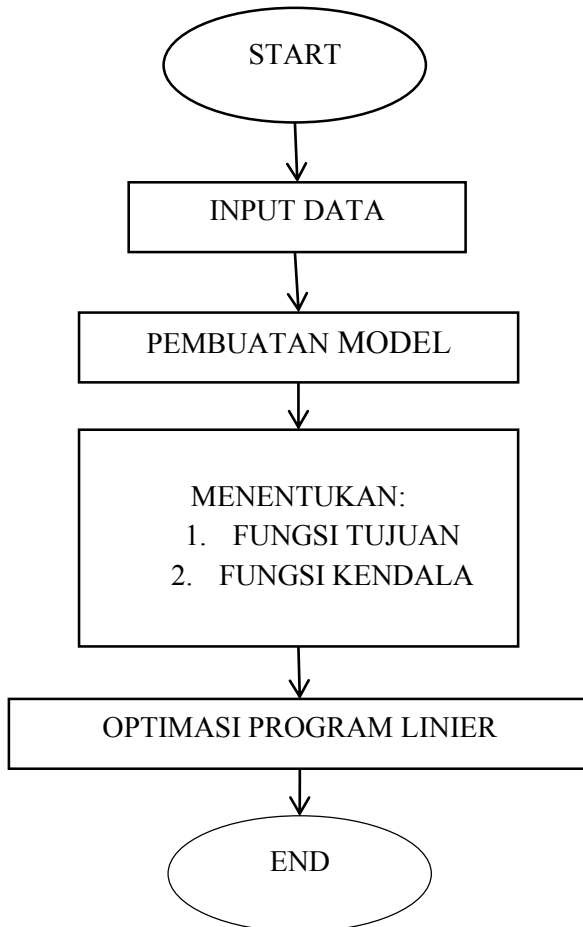 START
INPUT DATA
PEMBUATAN MODEL
MENENTUKAN:
1. FUNGSI TUJUAN
2. FUNGSI KENDALA
OPTIMASI PROGRAM LINIER
END